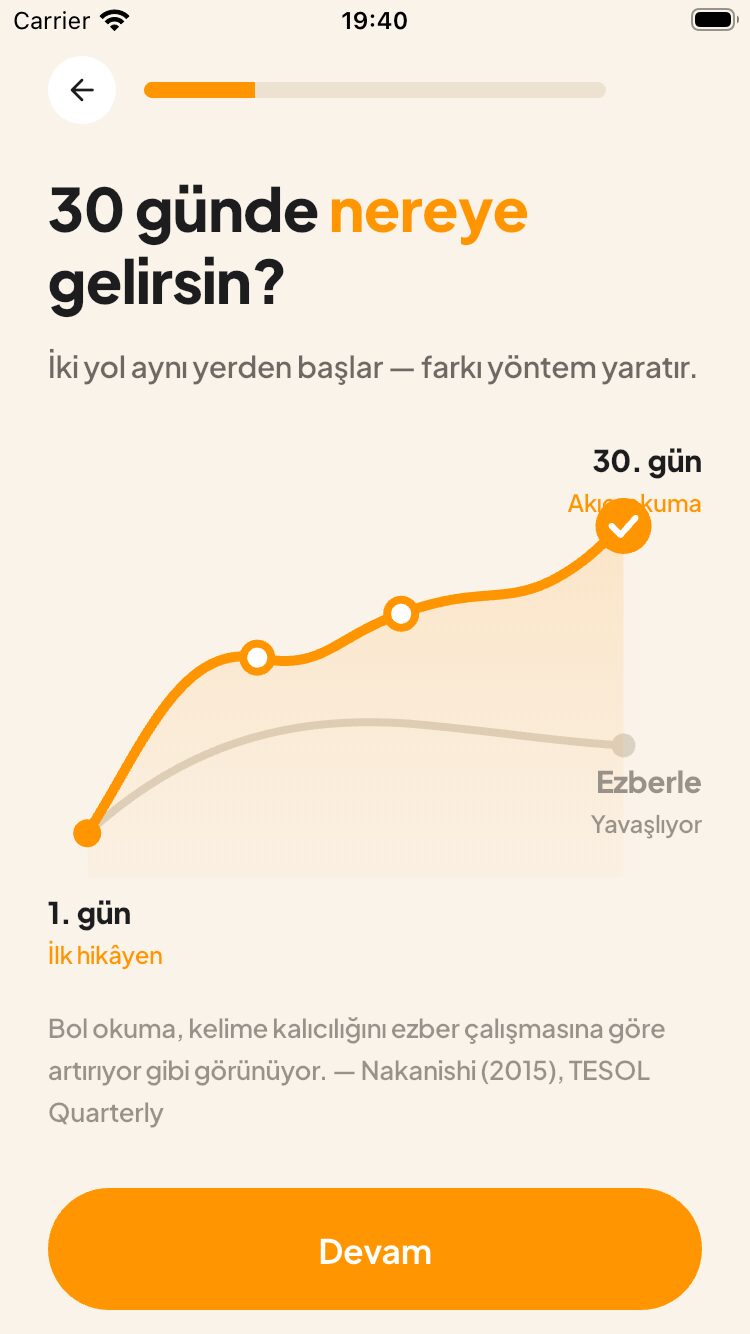 Carrier
19:40
30 günde nereye
gelirsin?
İki yol aynı yerden başlar — farkı yöntem yaratır.
30. gün
okuma
Ezberle
Yavaşlıyor
1. gün
İlk hikâyen
Bol okuma, kelime kalıcılığını ezber çalışmasına göre
artırıyor gibi görünüyor. — Nakanishi (2015), TESOL
Quarterly
Devam